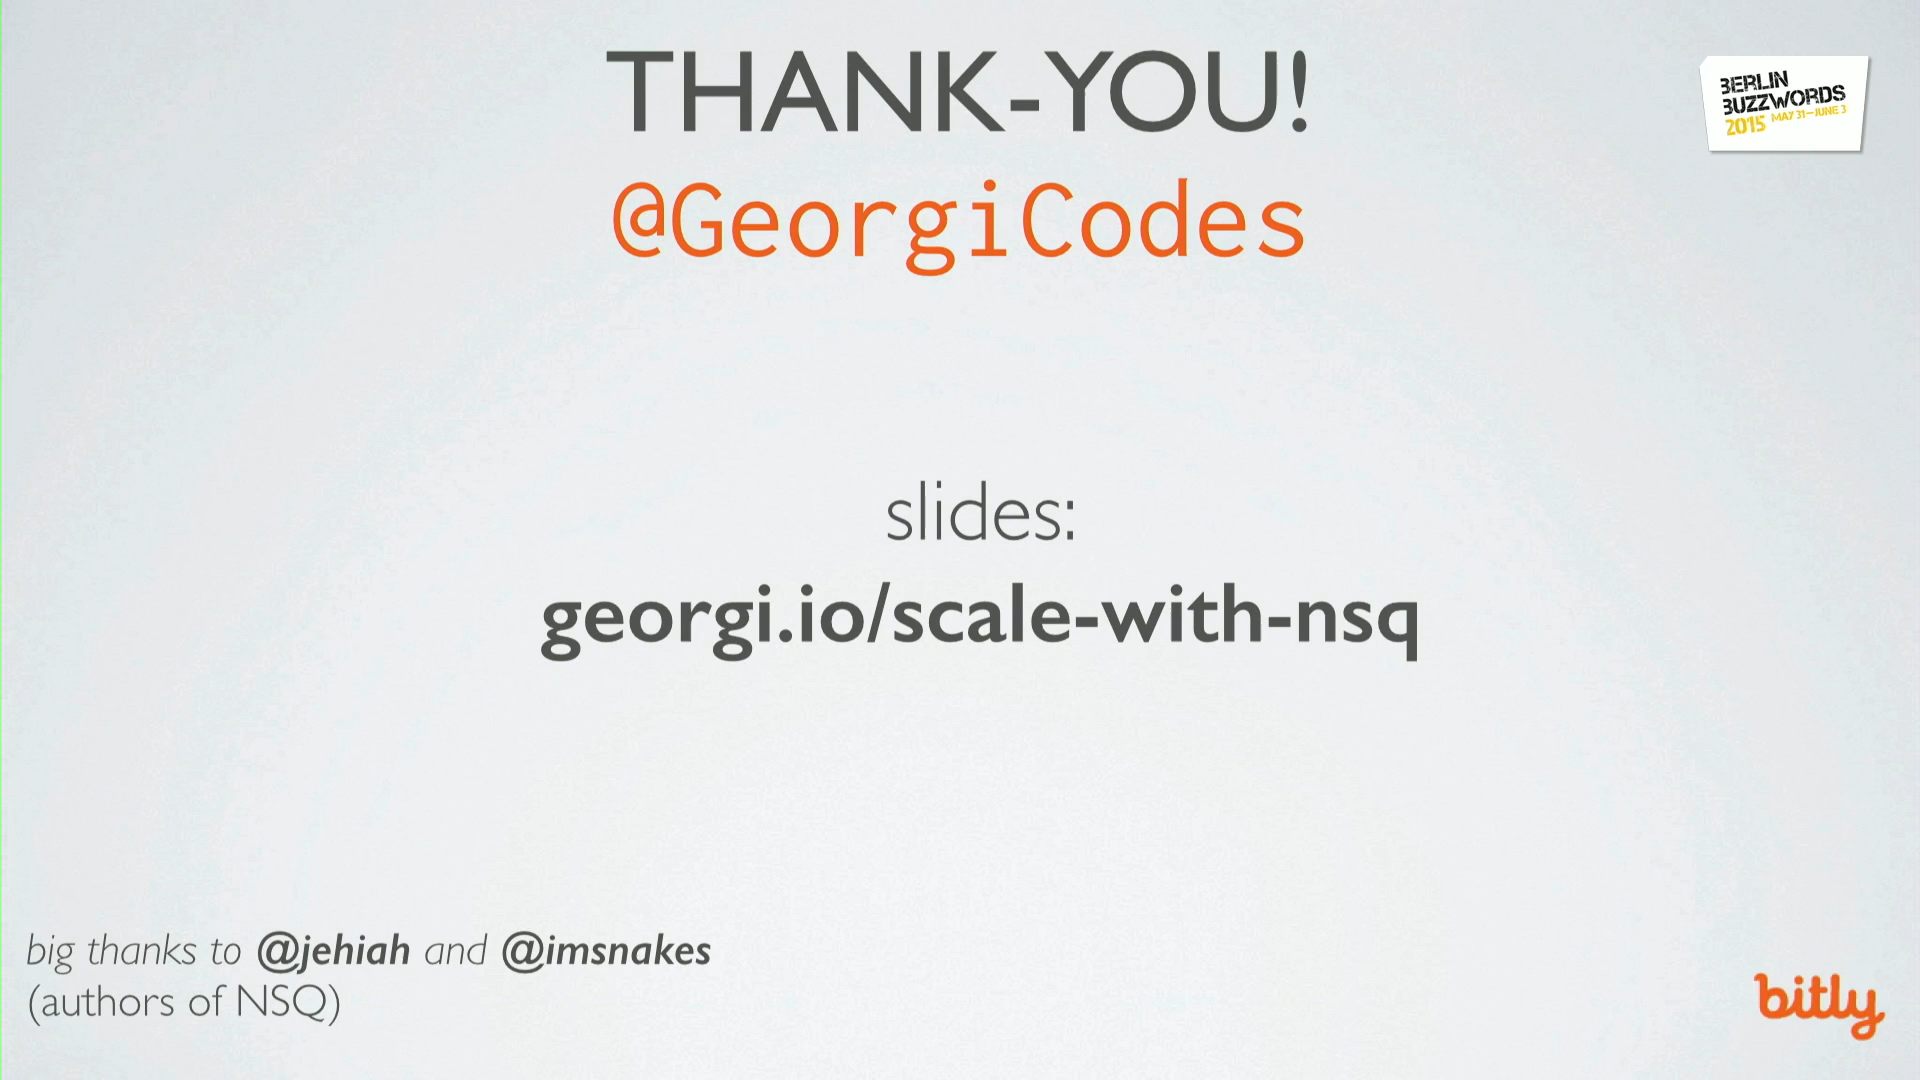 THANK-YOU!
@GeorgiCodes
BERLIN
BUZZWORDS
2015 MAY 31-JUNE 3
slides:
georgi.io/scale-with-nsq
big thanks to @jehiah and @imsnakes
(authors of NSQ)
bitly